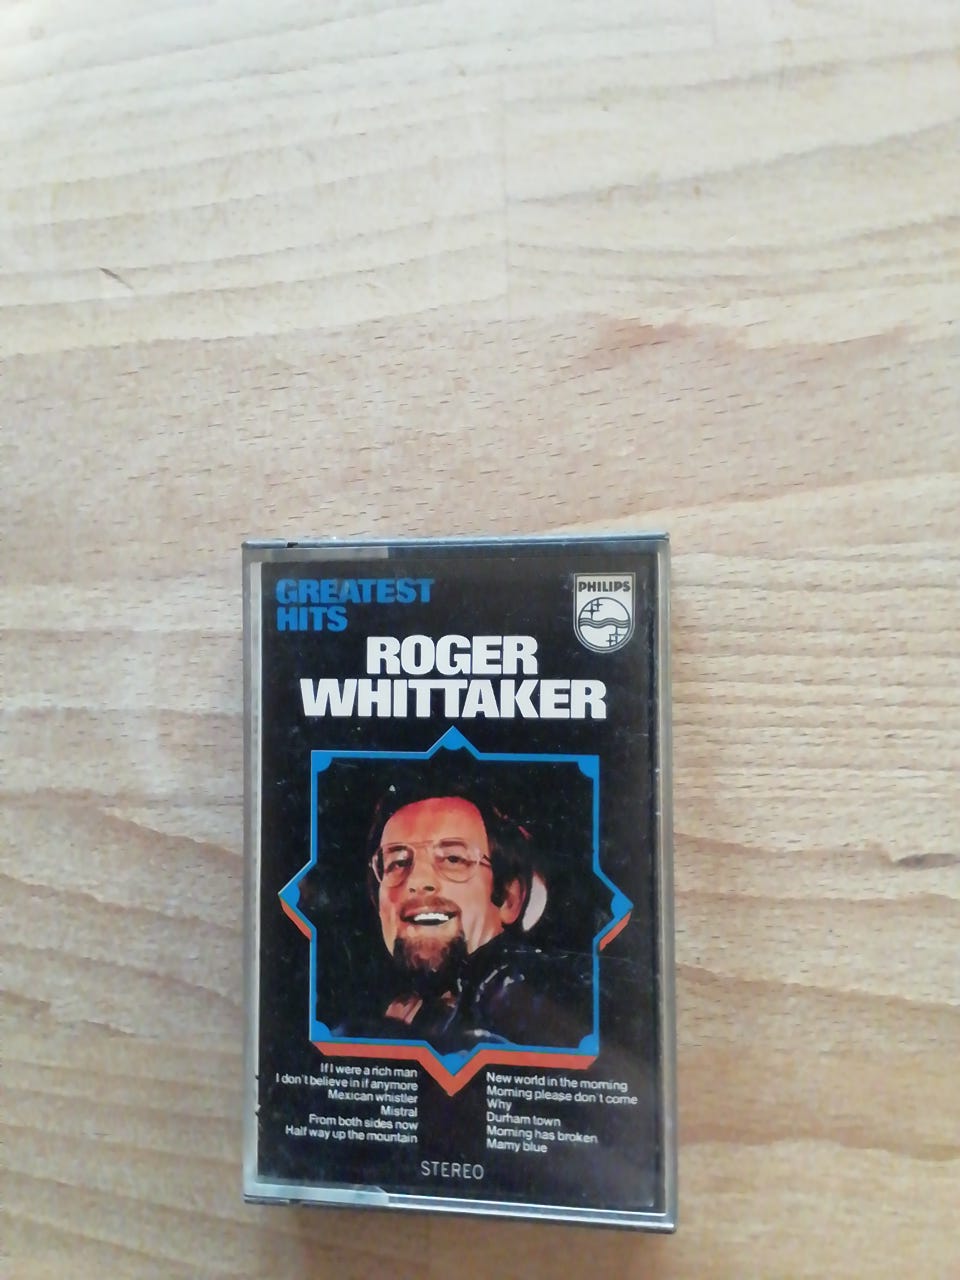 GREATEST
HITS
PHILIPS
ROGER
WHITTAKER
If I were a rich man
I don't believe in if anymore
Mexican whistler
Mistral
From both sides now
Half way up the mountain
New world in the morning
Morning please don't come
Why
Durham town
Morning has broken
Mamy blue
STEREO